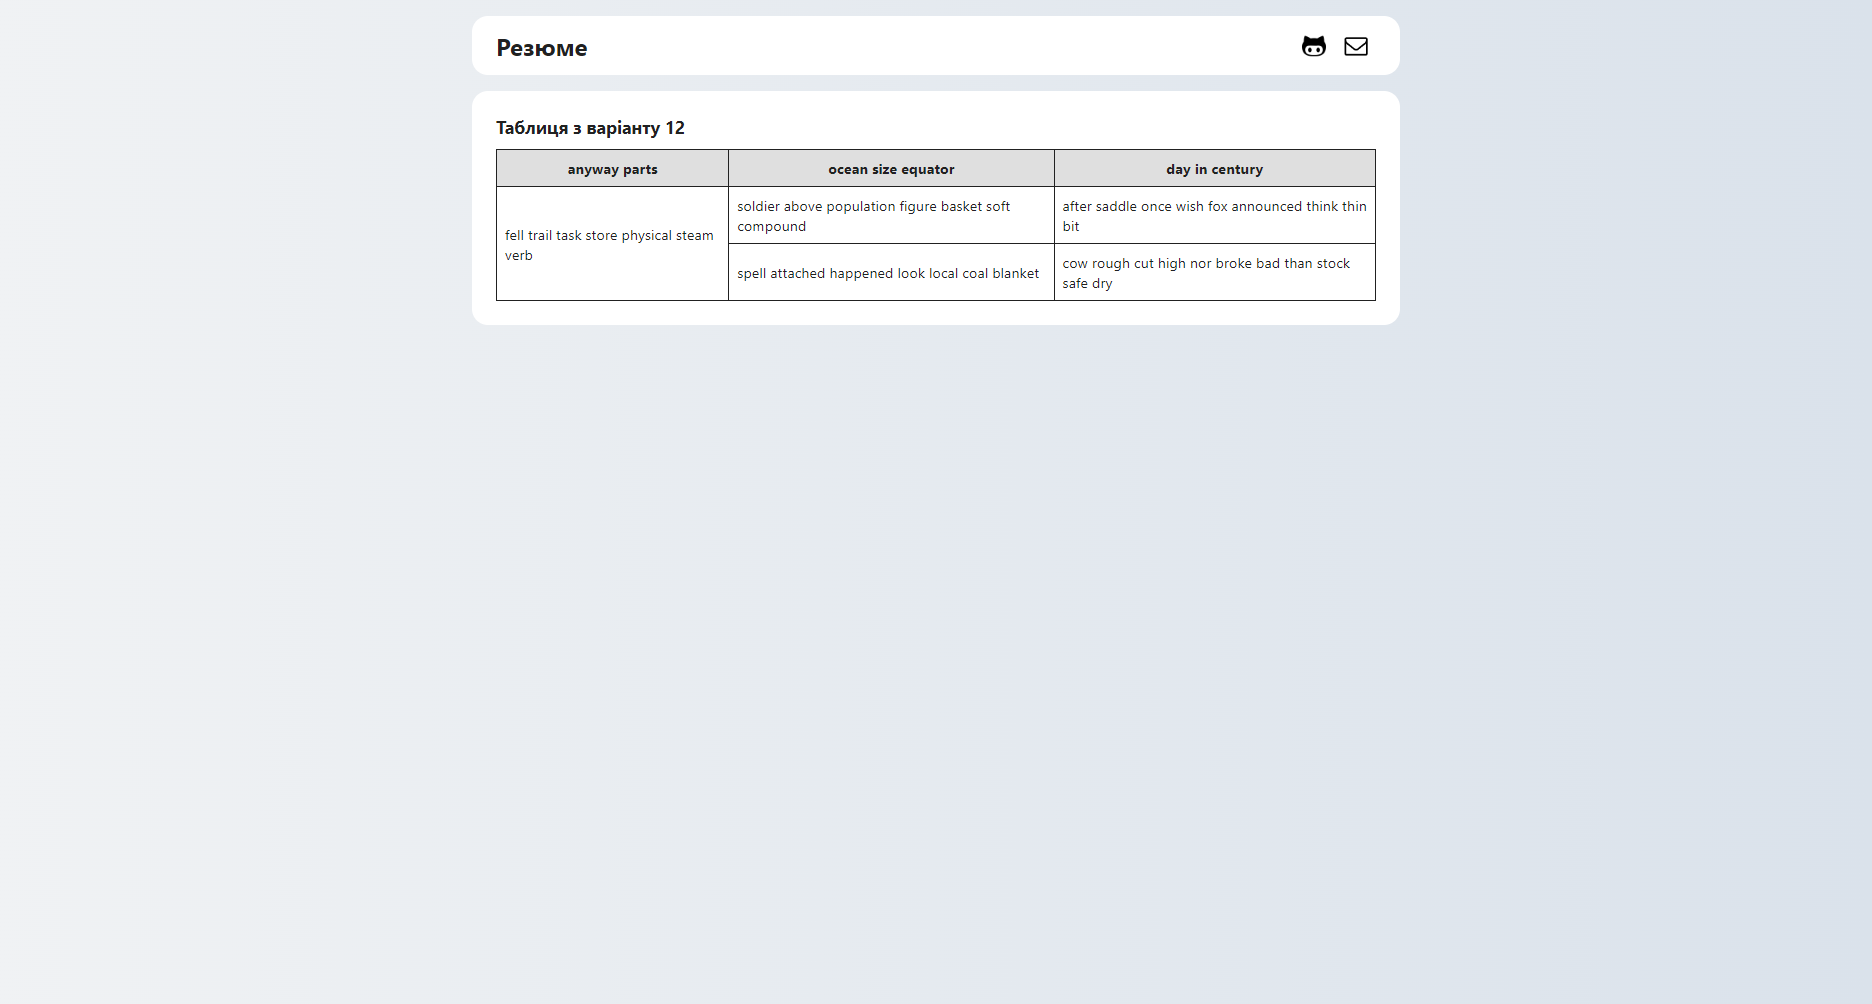 Резюме
Таблиця з варіанту 12
anyway parts
ocean size equator
day in century
fell trail task store physical steam
verb
soldier above population figure basket soft
compound
after saddle once wish fox announced think thin
bit
spell attached happened look local coal blanket
cow rough cut high nor broke bad than stock
safe dry